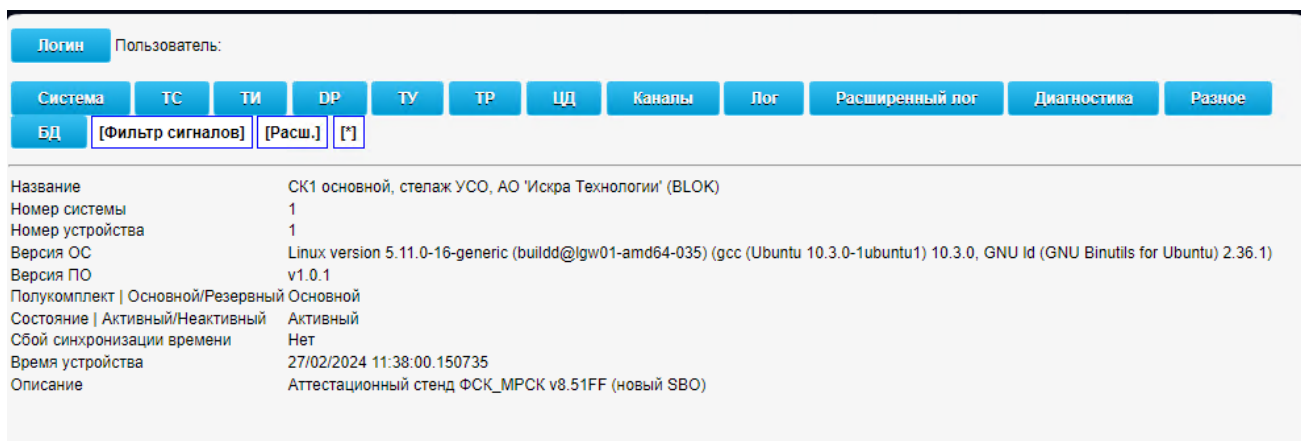 Логин Пользователь:
Система ТС ТИ DP ТУ ТР ЦД Каналы Лог Расширенный лог Диагностика Разное
БД [Фильтр сигналов] [Расш.] [*]
Название СК1 основной, стелаж УСО, АО 'Искра Технологии' (BLOK)
Номер системы 1
Номер устройства 1
Версия ОС Linux version 5.11.0-16-generic (buildd@lgw01-amd64-035) (gcc (Ubuntu 10.3.0-1ubuntu1) 10.3.0, GNU ld (GNU Binutils for Ubuntu) 2.36.1)
Версия ПО v1.0.1
Полукомплект | Основной/Резервный Основной
Состояние | Активный/Неактивный Активный
Сбой синхронизации времени Нет
Время устройства 27/02/2024 11:38:00.150735
Описание Аттестационный стенд ФСК_МРСК v8.51FF (новый SBO)